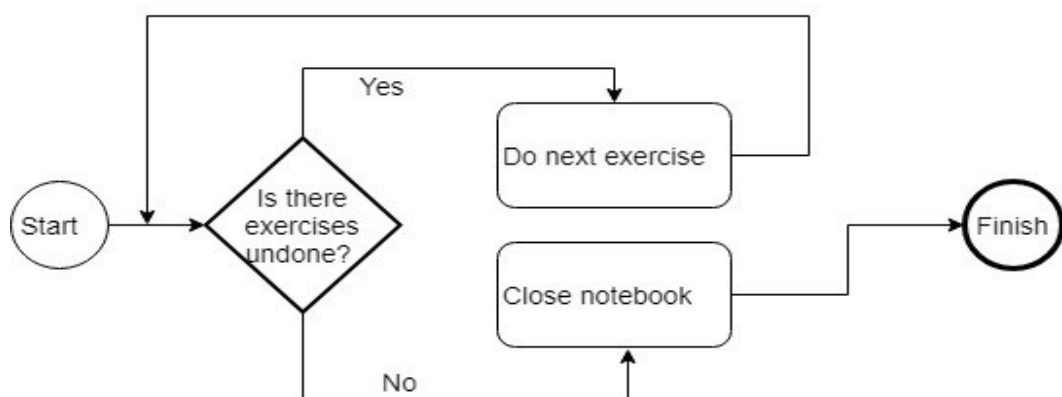 Yes
Do next exercise
Start
Is there
exercises
undone?
Finish
Close notebook
No